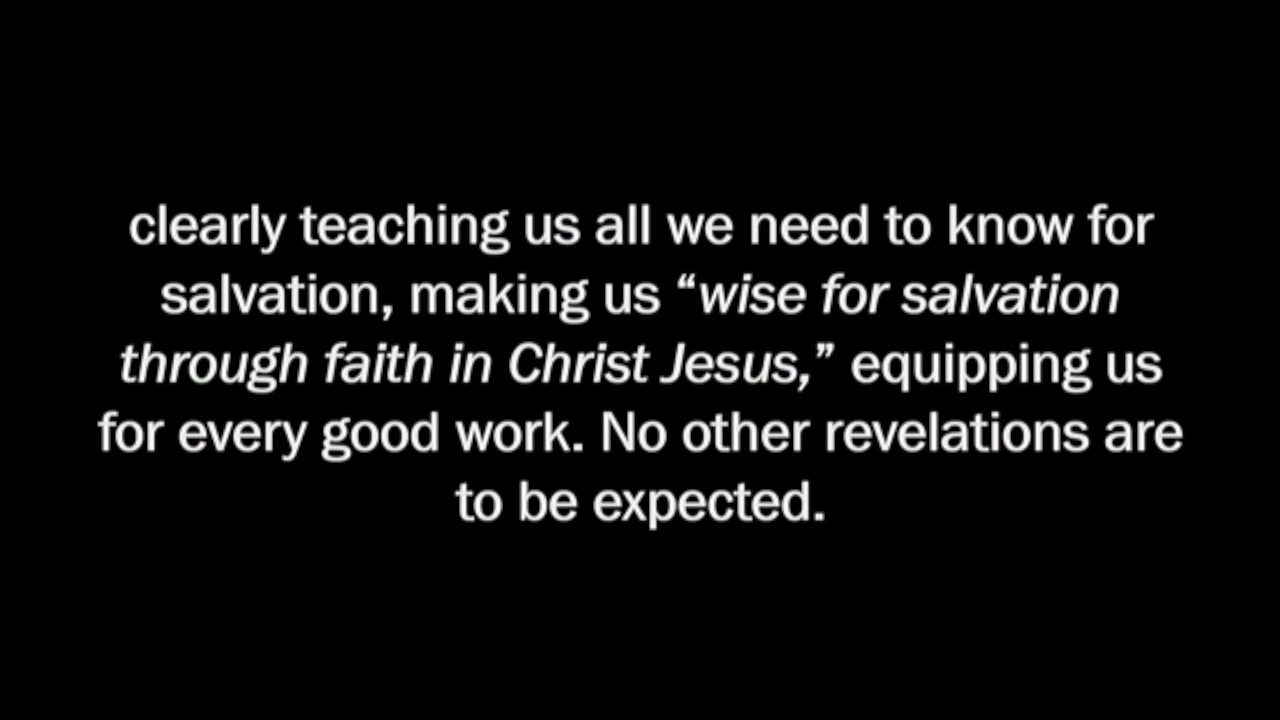 clearly teaching us all we need to know for
salvation, making us “wise for salvation
through faith in Christ Jesus,” equipping us
for every good work. No other revelations are
to be expected.